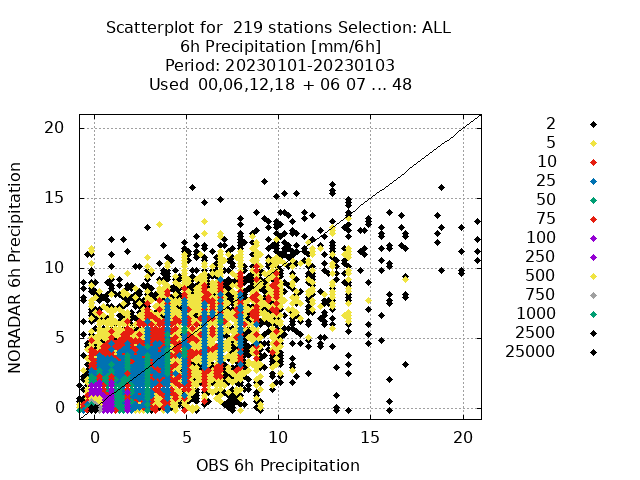 Scatterplot for 219 stations Selection: ALL
6h Precipitation [mm/6h]
Period: 20230101-20230103
Used 00,06,12,18 + 06 07 ... 48
NORADAR 6h Precipitation
20
15
10
5
0
0 5 10 15 20
OBS 6h Precipitation
2
5
10
25
50
75
100
250
500
750
1000
2500
25000